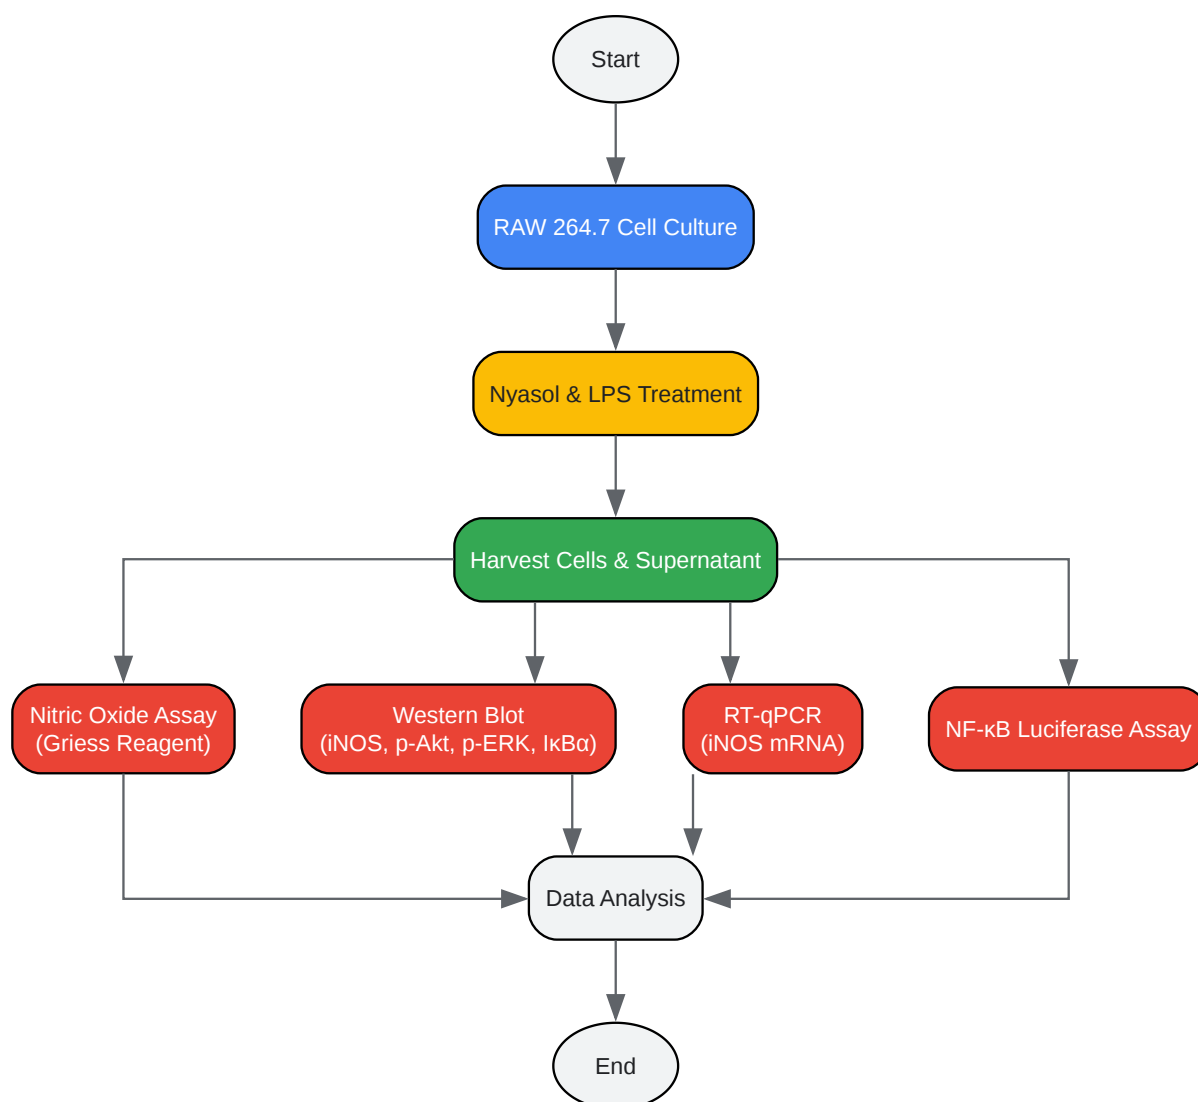 Start
RAW 264.7 Cell Culture
Nyasol & LPS Treatment
Harvest Cells & Supernatant
Nitric Oxide Assay
(Griess Reagent)
Western Blot
(iNOS, p-Akt, p-ERK, IκBα)
RT-qPCR
(iNOS mRNA)
NF-κB Luciferase Assay
Data Analysis
End